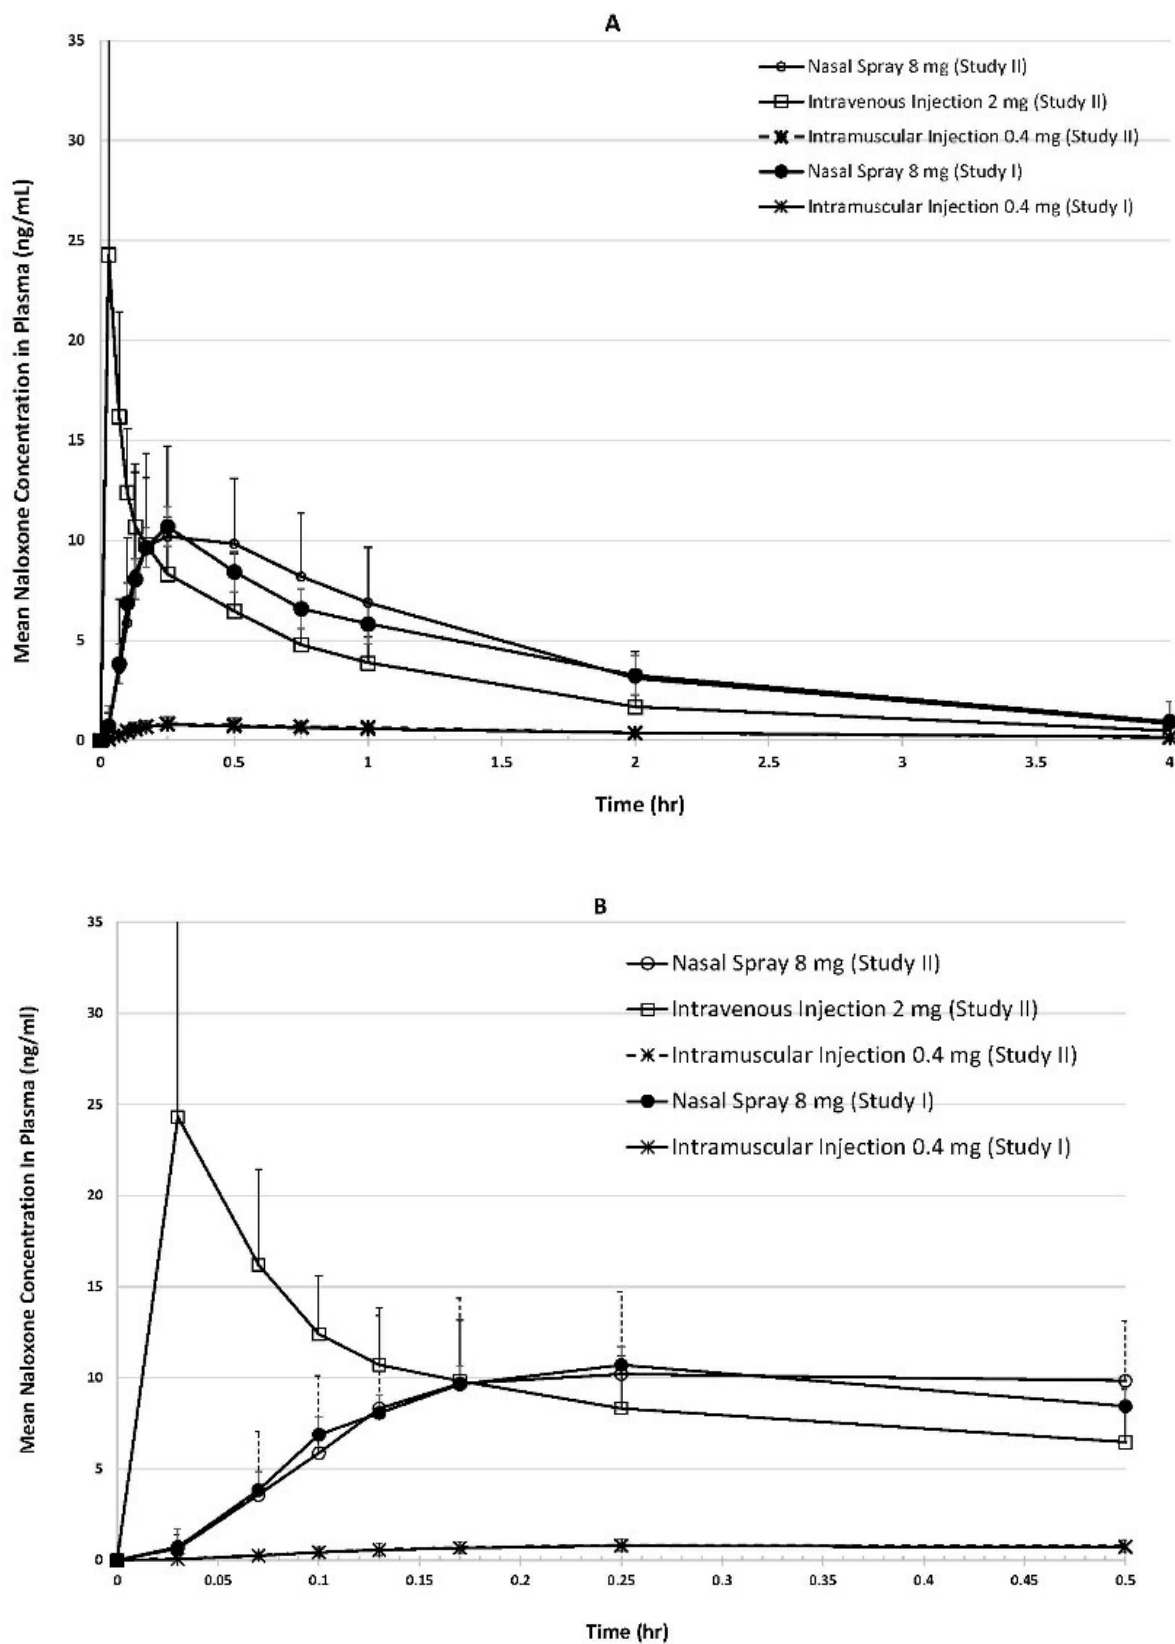 A
35
30
25
20
15
10
5
0
Mean Naloxone Concentration in Plasma (ng/mL)
Nasal Spray 8 mg (Study II)
Intravenous Injection 2 mg (Study II)
Intramuscular Injection 0.4 mg (Study II)
Nasal Spray 8 mg (Study I)
Intramuscular Injection 0.4 mg (Study I)
0 0.5 1 1.5 2 2.5 3 3.5 4
Time (hr)
B
35
30
25
20
15
10
5
0
Mean Naloxone Concentration In Plasma (ng/ml)
Nasal Spray 8 mg (Study II)
Intravenous Injection 2 mg (Study II)
Intramuscular Injection 0.4 mg (Study II)
Nasal Spray 8 mg (Study I)
Intramuscular Injection 0.4 mg (Study I)
0 0.05 0.1 0.15 0.2 0.25 0.3 0.35 0.4 0.45 0.5
Time (hr)